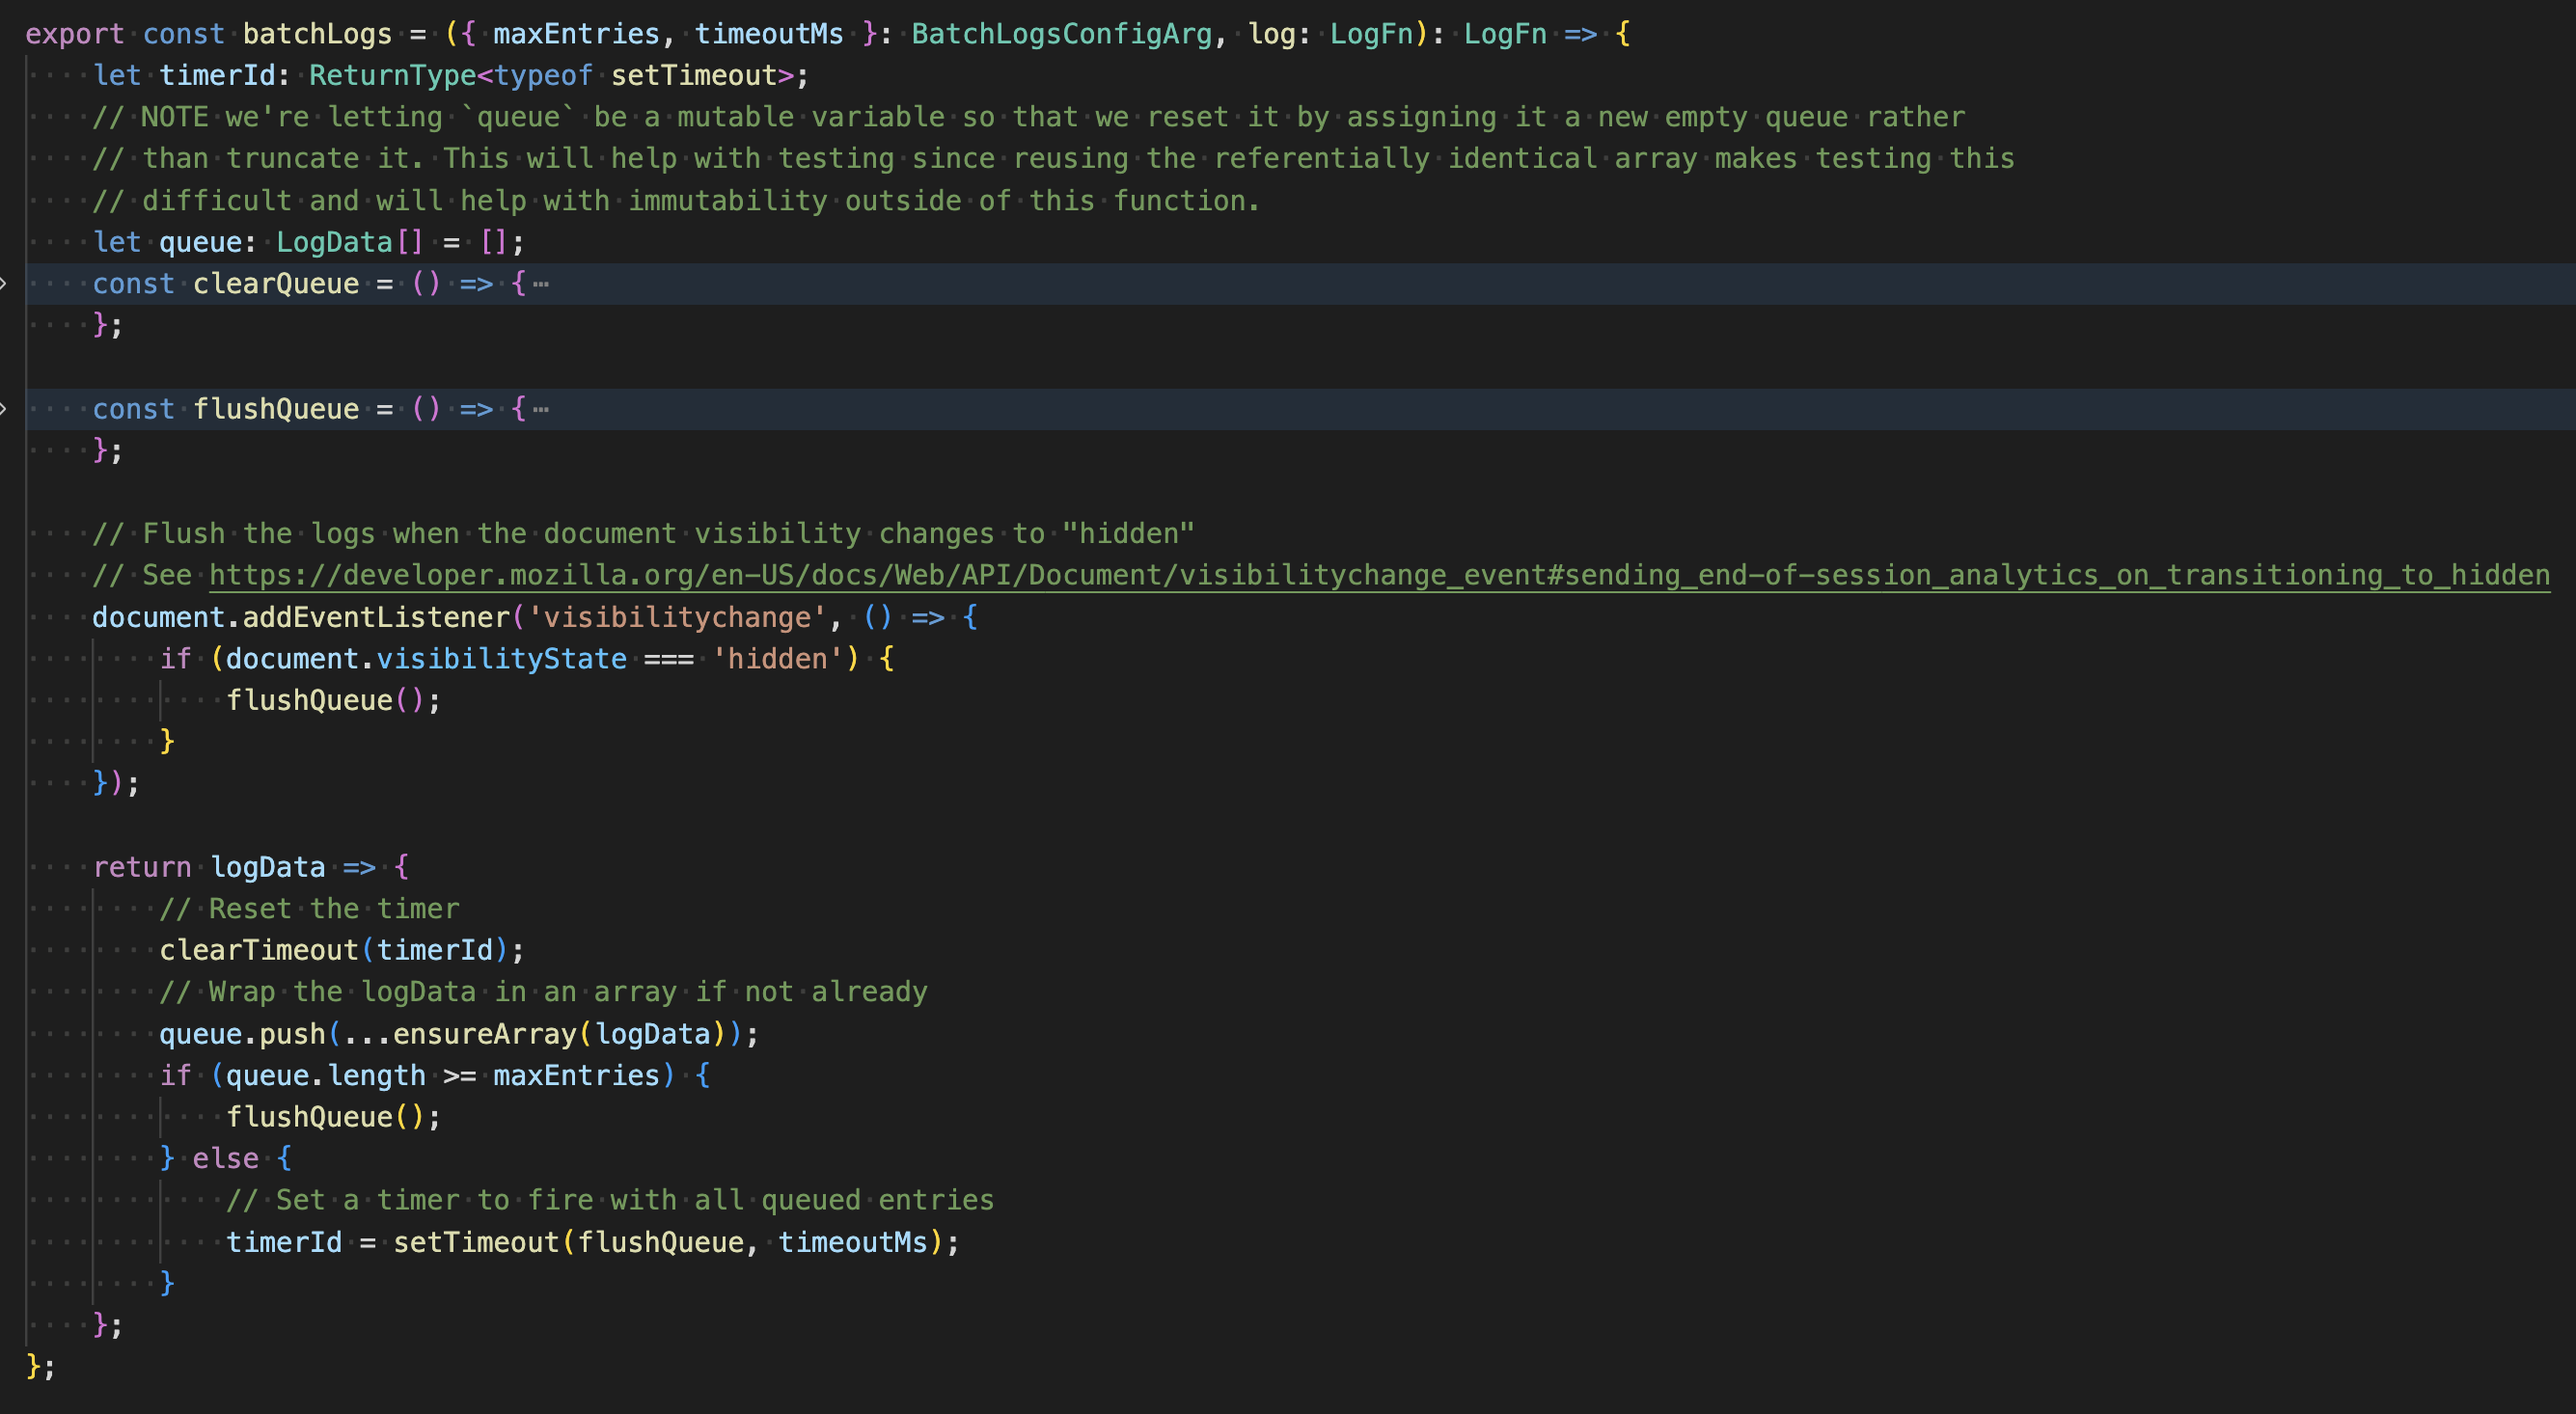 export const batchLogs = ({ maxEntries, timeoutMs }: BatchLogsConfigArg, log: LogFn): LogFn => {
    let timerId: ReturnType<typeof setTimeout>;
    // NOTE we're letting `queue` be a mutable variable so that we reset it by assigning it a new empty queue rather
    // than truncate it. This will help with testing since reusing the referentially identical array makes testing this
    // difficult and will help with immutability outside of this function.
    let queue: LogData[] = [];
    const clearQueue = () => {⋯
    };
    const flushQueue = () => {⋯
    };
    // Flush the logs when the document visibility changes to "hidden"
    // See https://developer.mozilla.org/en-US/docs/Web/API/Document/visibilitychange_event#sending_end-of-session_analytics_on_transitioning_to_hidden
    document.addEventListener('visibilitychange', () => {
        if (document.visibilityState === 'hidden') {
            flushQueue();
        }
    });
    return logData => {
        // Reset the timer
        clearTimeout(timerId);
        // Wrap the logData in an array if not already
        queue.push(...ensureArray(logData));
        if (queue.length >= maxEntries) {
            flushQueue();
        } else {
            // Set a timer to fire with all queued entries
            timerId = setTimeout(flushQueue, timeoutMs);
        }
    };
};